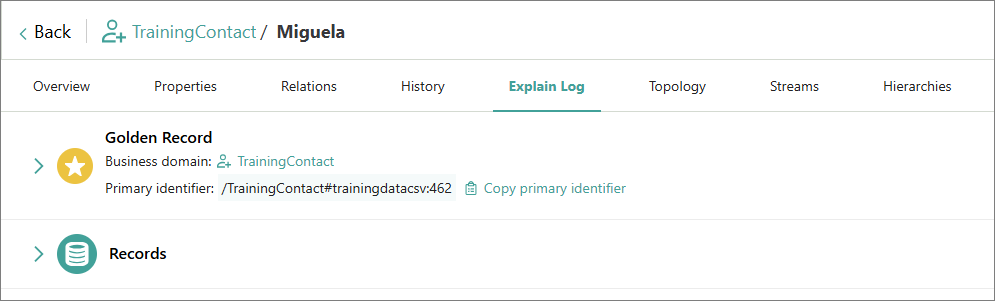 Back TrainingContact / Miguela
Overview Properties Relations History Explain Log Topology Streams Hierarchies
Golden Record
Business domain: TrainingContact
Primary identifier: /TrainingContact#trainingdatacsv:462 Copy primary identifier
Records